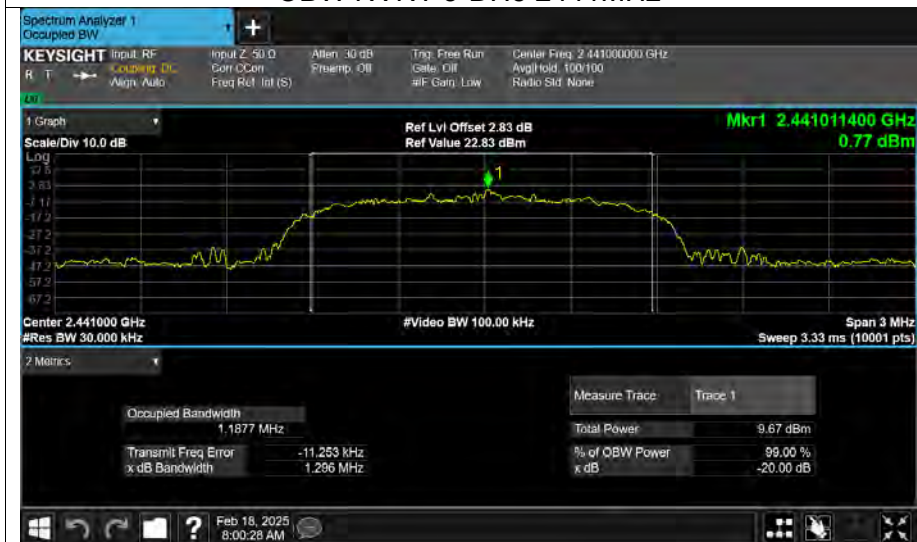 Spectrum Analyzer 1
Occupied BW
+
KEYSIGHT Input: RF
R T Coupling: DC
Align: Auto
Input Z: 50 Ω
Corr CCorr
Freq Ref: Int (S)
Atten: 30 dB
Preamp: Off
Trig: Free Run
Gate: Off
#IF Gain: Low
Center Freq: 2.441000000 GHz
Avg|Hold: 100/100
Radio Std: None
1 Graph
Scale/Div 10.0 dB
Ref Lvl Offset 2.83 dB
Ref Value 22.83 dBm
Mkr1 2.441011400 GHz
0.77 dBm
Log
2.83
-17.2
-27.2
-37.2
-47.2
-57.2
-67.2
1
Center 2.441000 GHz
#Res BW 30.000 kHz
#Video BW 100.00 kHz
Span 3 MHz
Sweep 3.33 ms (10001 pts)
2 Metrics
Occupied Bandwidth
1.1877 MHz
Transmit Freq Error -11.253 kHz
x dB Bandwidth 1.296 MHz
Measure Trace Trace 1
Total Power 9.67 dBm
% of OBW Power 99.00 %
x dB -20.00 dB
?
Feb 18, 2025
8:00:28 AM